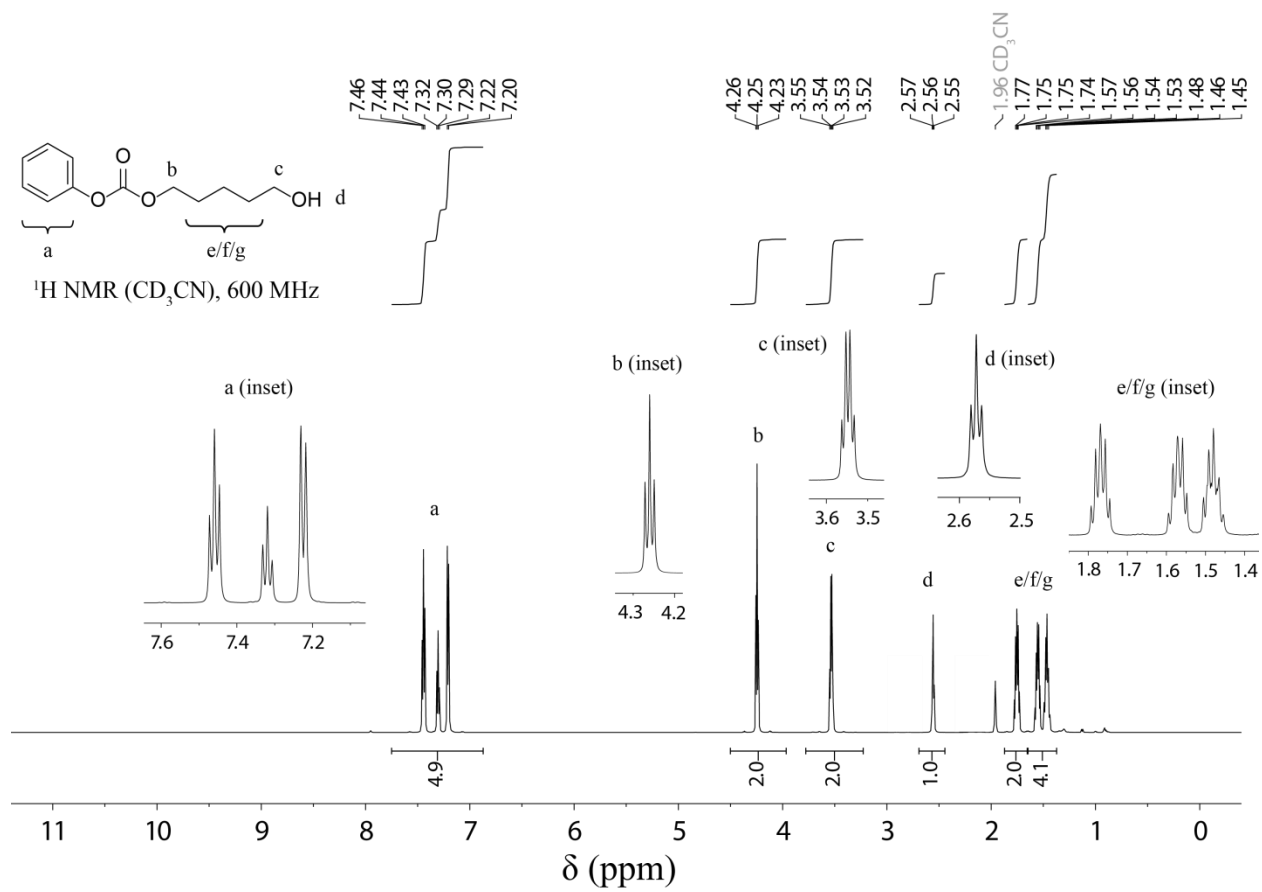 7.46 7.44 7.43 7.32 7.30 7.29 7.22 7.20 4.26 4.25 4.23 3.55 3.54 3.53 3.52 2.57 2.56 2.55 1.96 CD3CN 1.77 1.75 1.75 1.74 1.57 1.56 1.54 1.53 1.48 1.46 1.45
O
b c
O O OH d
a e/f/g
¹H NMR (CD₃CN), 600 MHz
a (inset)
7.6 7.4 7.2
b (inset)
4.3 4.2
c (inset)
3.6 3.5
d (inset)
2.6 2.5
e/f/g (inset)
1.8 1.7 1.6 1.5 1.4
a b c d e/f/g
4.9 2.0 2.0 1.0 2.0 4.1
11 10 9 8 7 6 5 4 3 2 1 0
δ (ppm)